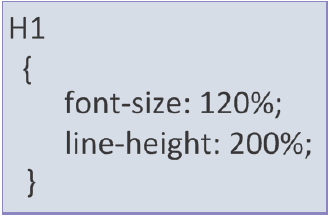 H1
{
font-size: 120%;
line-height: 200%;
}